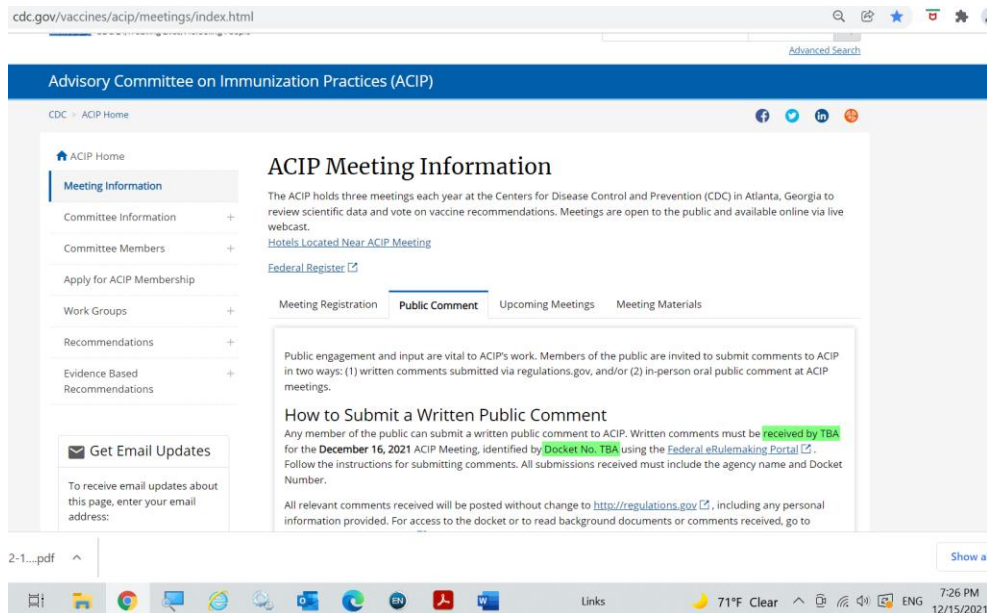 cdc.gov/vaccines/acip/meetings/index.html
Advanced Search
Advisory Committee on Immunization Practices (ACIP)
CDC > ACIP Home
ACIP Home
Meeting Information
Committee Information +
Committee Members +
Apply for ACIP Membership
Work Groups +
Recommendations +
Evidence Based +
Recommendations
Get Email Updates
To receive email updates about
this page, enter your email
address:
ACIP Meeting Information
The ACIP holds three meetings each year at the Centers for Disease Control and Prevention (CDC) in Atlanta, Georgia to
review scientific data and vote on vaccine recommendations. Meetings are open to the public and available online via live
webcast.
Hotels Located Near ACIP Meeting
Federal Register
Meeting Registration Public Comment Upcoming Meetings Meeting Materials
Public engagement and input are vital to ACIP's work. Members of the public are invited to submit comments to ACIP
in two ways: (1) written comments submitted via regulations.gov, and/or (2) in-person oral public comment at ACIP
meetings.
How to Submit a Written Public Comment
Any member of the public can submit a written public comment to ACIP. Written comments must be received by TBA
for the December 16, 2021 ACIP Meeting, identified by Docket No. TBA using the Federal eRulemaking Portal.
Follow the instructions for submitting comments. All submissions received must include the agency name and Docket
Number.
All relevant comments received will be posted without change to http://regulations.gov, including any personal
information provided. For access to the docket or to read background documents or comments received, go to
2-1....pdf
Show a
EN
Links
71°F Clear
ENG
7:26 PM
12/15/2021